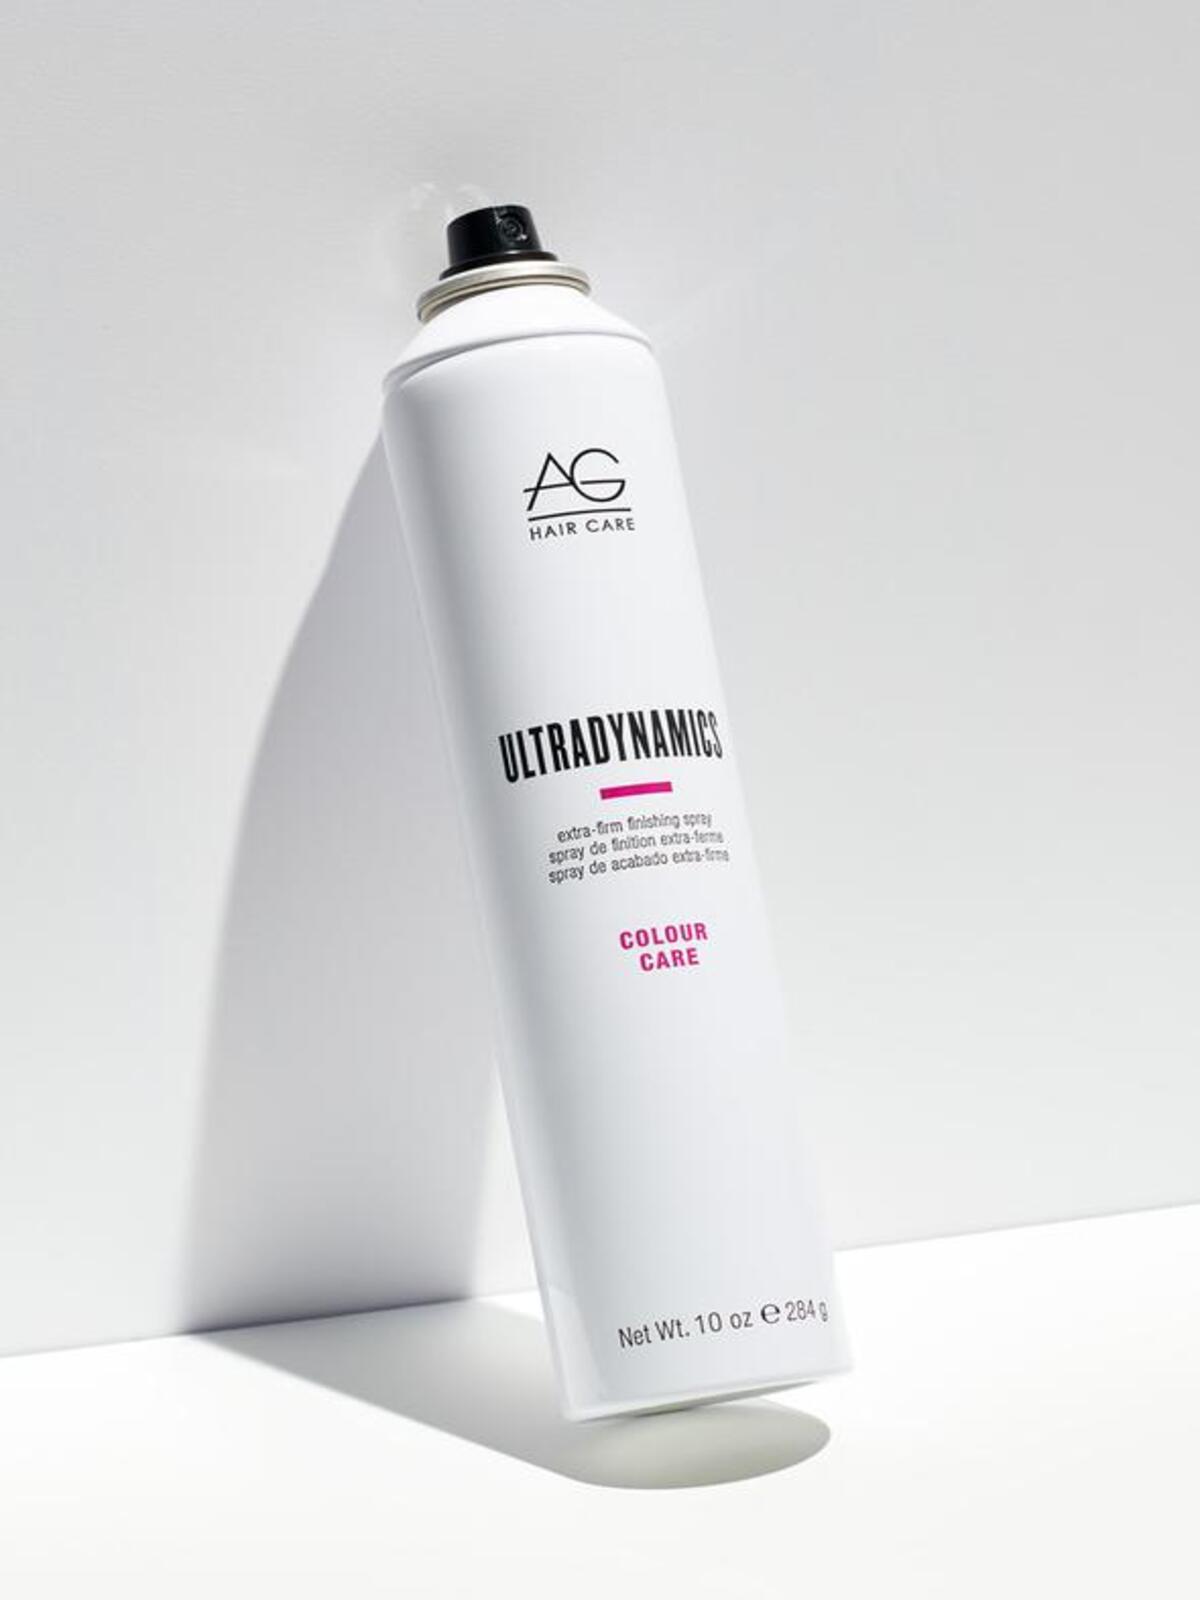 AG
HAIR CARE
ULTRADYNAMICS
extra-firm finishing spray
spray de finition extra-ferme
spray de acabado extra-firme
COLOUR
CARE
Net Wt. 10 oz ℮ 284 g